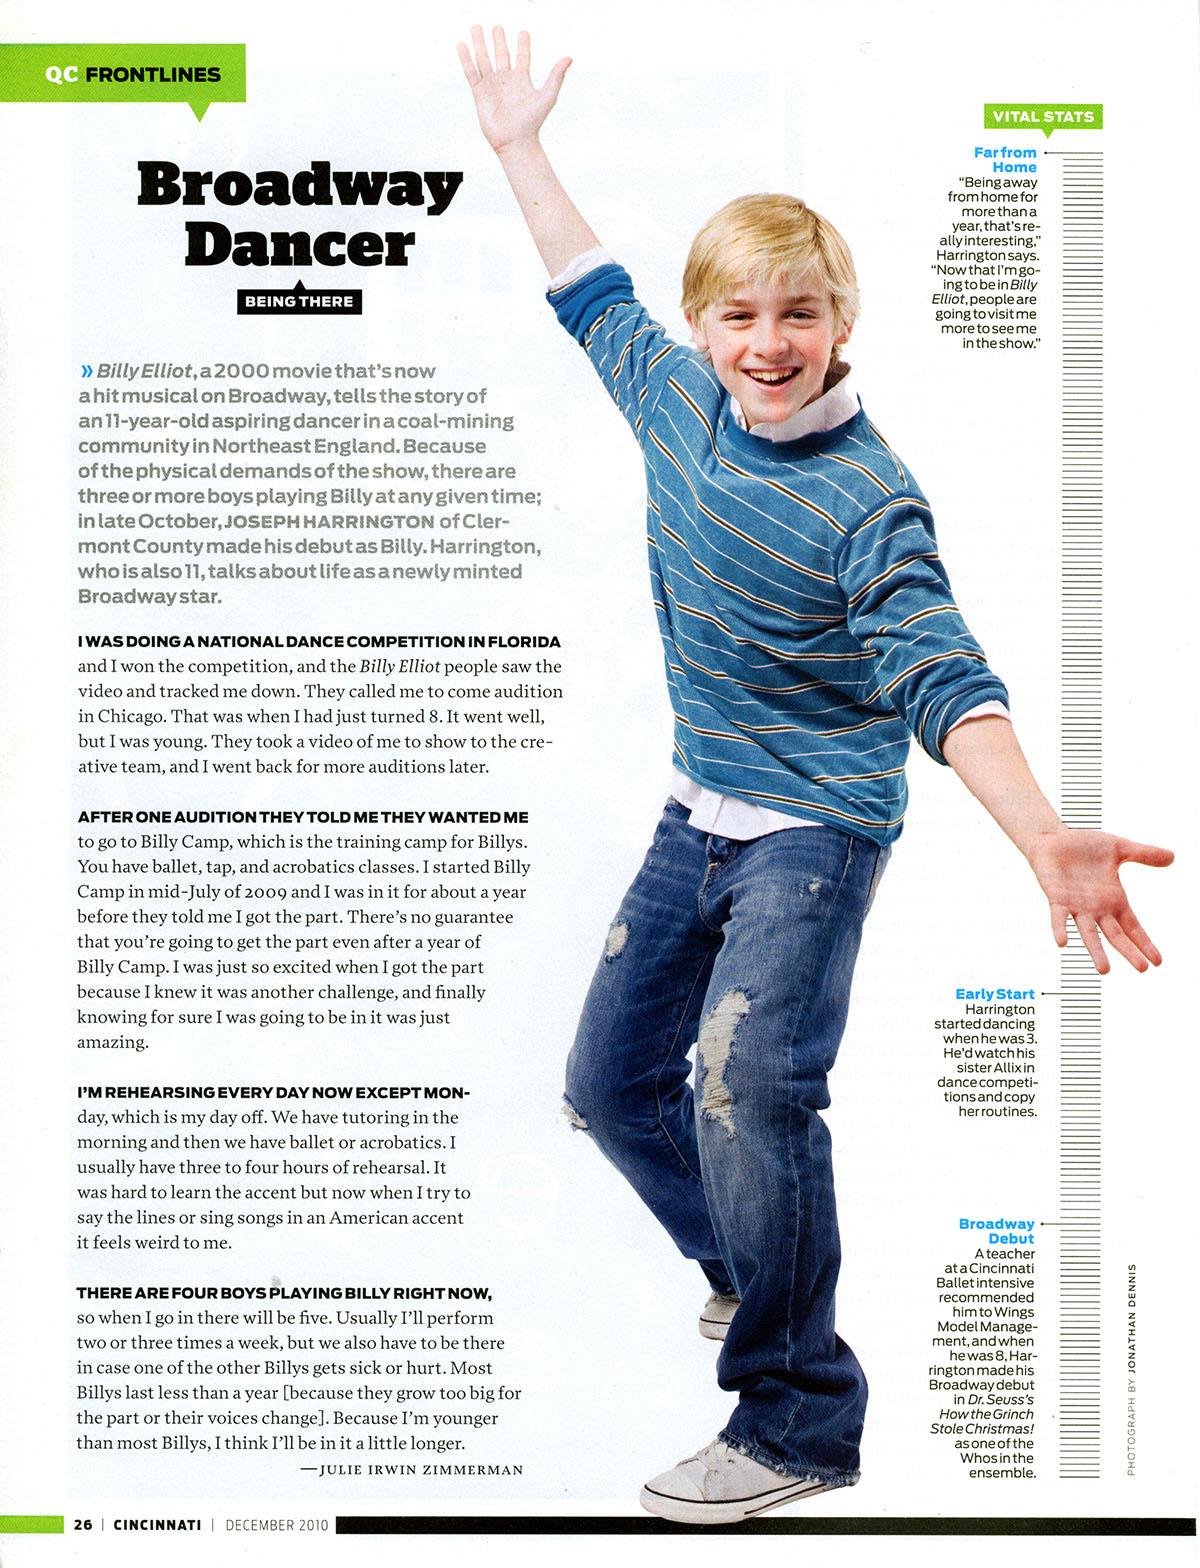 QC FRONTLINES
Broadway
Dancer
BEING THERE
» Billy Elliot, a 2000 movie that's now
a hit musical on Broadway, tells the story of
an 11-year-old aspiring dancer in a coal-mining
community in Northeast England. Because
of the physical demands of the show, there are
three or more boys playing Billy at any given time;
in late October, JOSEPH HARRINGTON of Cler-
mont County made his debut as Billy. Harrington,
who is also 11, talks about life as a newly minted
Broadway star.
I WAS DOING A NATIONAL DANCE COMPETITION IN FLORIDA
and I won the competition, and the Billy Elliot people saw the
video and tracked me down. They called me to come audition
in Chicago. That was when I had just turned 8. It went well,
but I was young. They took a video of me to show to the cre-
ative team, and I went back for more auditions later.
AFTER ONE AUDITION THEY TOLD ME THEY WANTED ME
to go to Billy Camp, which is the training camp for Billys.
You have ballet, tap, and acrobatics classes. I started Billy
Camp in mid-July of 2009 and I was in it for about a year
before they told me I got the part. There's no guarantee
that you're going to get the part even after a year of
Billy Camp. I was just so excited when I got the part
because I knew it was another challenge, and finally
knowing for sure I was going to be in it was just
amazing.
I'M REHEARSING EVERY DAY NOW EXCEPT MON-
day, which is my day off. We have tutoring in the
morning and then we have ballet or acrobatics. I
usually have three to four hours of rehearsal. It
was hard to learn the accent but now when I try to
say the lines or sing songs in an American accent
it feels weird to me.
THERE ARE FOUR BOYS PLAYING BILLY RIGHT NOW,
so when I go in there will be five. Usually I'll perform
two or three times a week, but we also have to be there
in case one of the other Billys gets sick or hurt. Most
Billys last less than a year [because they grow too big for
the part or their voices change]. Because I'm younger
than most Billys, I think I'll be in it a little longer.
—JULIE IRWIN ZIMMERMAN
VITAL STATS
Far from
Home
"Being away
from home for
more than a
year, that's re-
ally interesting,"
Harrington says.
"Now that I'm go-
ing to be in Billy
Elliot, people are
going to visit me
more to see me
in the show."
Early Start
Harrington
started dancing
when he was 3.
He'd watch his
sister Allix in
dance competi-
tions and copy
her routines.
Broadway
Debut
A teacher
at a Cincinnati
Ballet intensive
recommended
him to Wings
Model Manage-
ment, and when
he was 8, Har-
rington made his
Broadway debut
in Dr. Seuss's
How the Grinch
Stole Christmas!
as one of the
Whos in the
ensemble.
PHOTOGRAPH BY JONATHAN DENNIS
26 | CINCINNATI | DECEMBER 2010